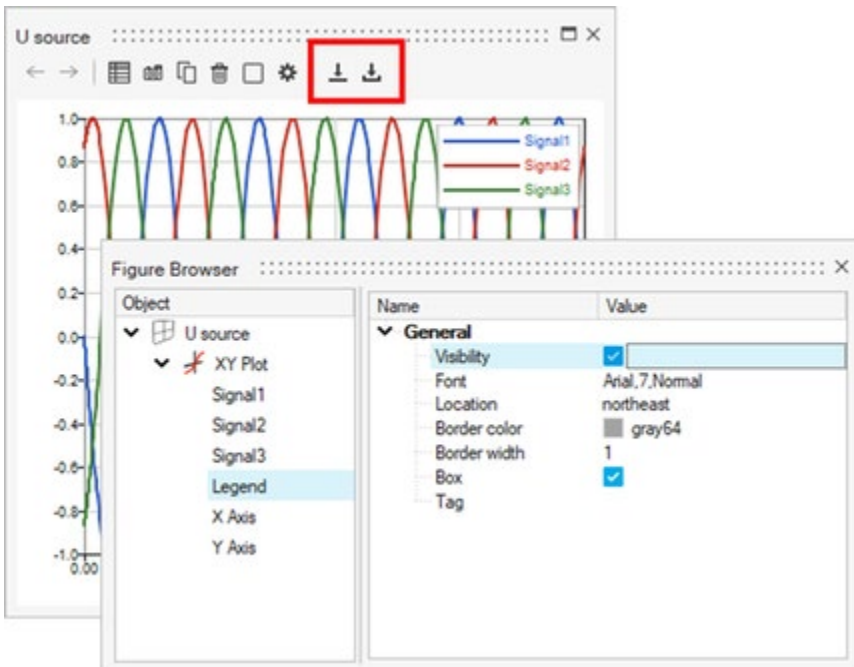 U source
1.0
0.8
0.6
0.4
0.2
0.0
-0.2
-0.4
-0.6
-0.8
-1.0
0.00
Signal1
Signal2
Signal3
Figure Browser
Object
U source
XY Plot
Signal1
Signal2
Signal3
Legend
X Axis
Y Axis
Name Value
General
Visibility
Font Arial,7,Normal
Location northeast
Border color gray64
Border width 1
Box
Tag